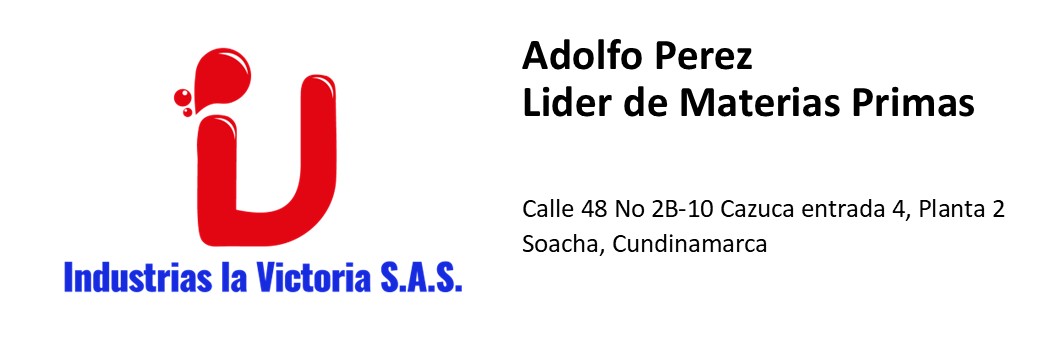 Adolfo Perez
Lider de Materias Primas
Calle 48 No 2B-10 Cazuca entrada 4, Planta 2
Soacha, Cundinamarca
Industrias la Victoria S.A.S.